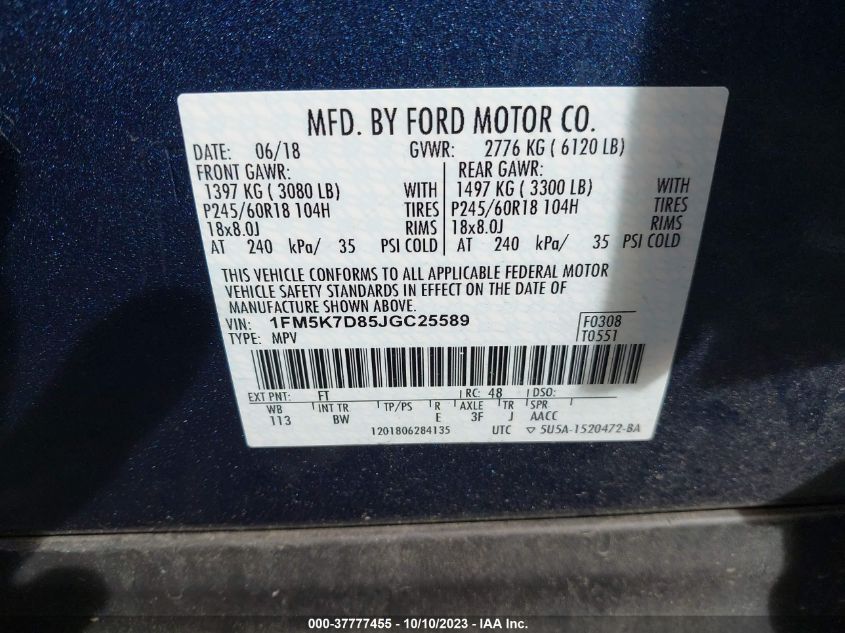 MFD. BY FORD MOTOR CO.
DATE: 06/18 GVWR: 2776 KG ( 6120 LB)
FRONT GAWR: REAR GAWR:
1397 KG ( 3080 LB) WITH 1497 KG ( 3300 LB) WITH
P245/60R18 104H TIRES P245/60R18 104H TIRES
18x8.0J RIMS 18x8.0J RIMS
AT 240 kPa/ 35 PSI COLD AT 240 kPa/ 35 PSI COLD
THIS VEHICLE CONFORMS TO ALL APPLICABLE FEDERAL MOTOR
VEHICLE SAFETY STANDARDS IN EFFECT ON THE DATE OF
MANUFACTURE SHOWN ABOVE.
VIN: 1FM5K7D85JGC25589 F0308
TYPE: MPV T0551
EXT PNT: FT RC: 48 DSO:
WB INT TR TP/PS R AXLE TR SPR
113 BW E 3F J AACC
1201806284135 UTC ▽ 5U5A-1520472-BA
000-37777455 - 10/10/2023 - IAA Inc.